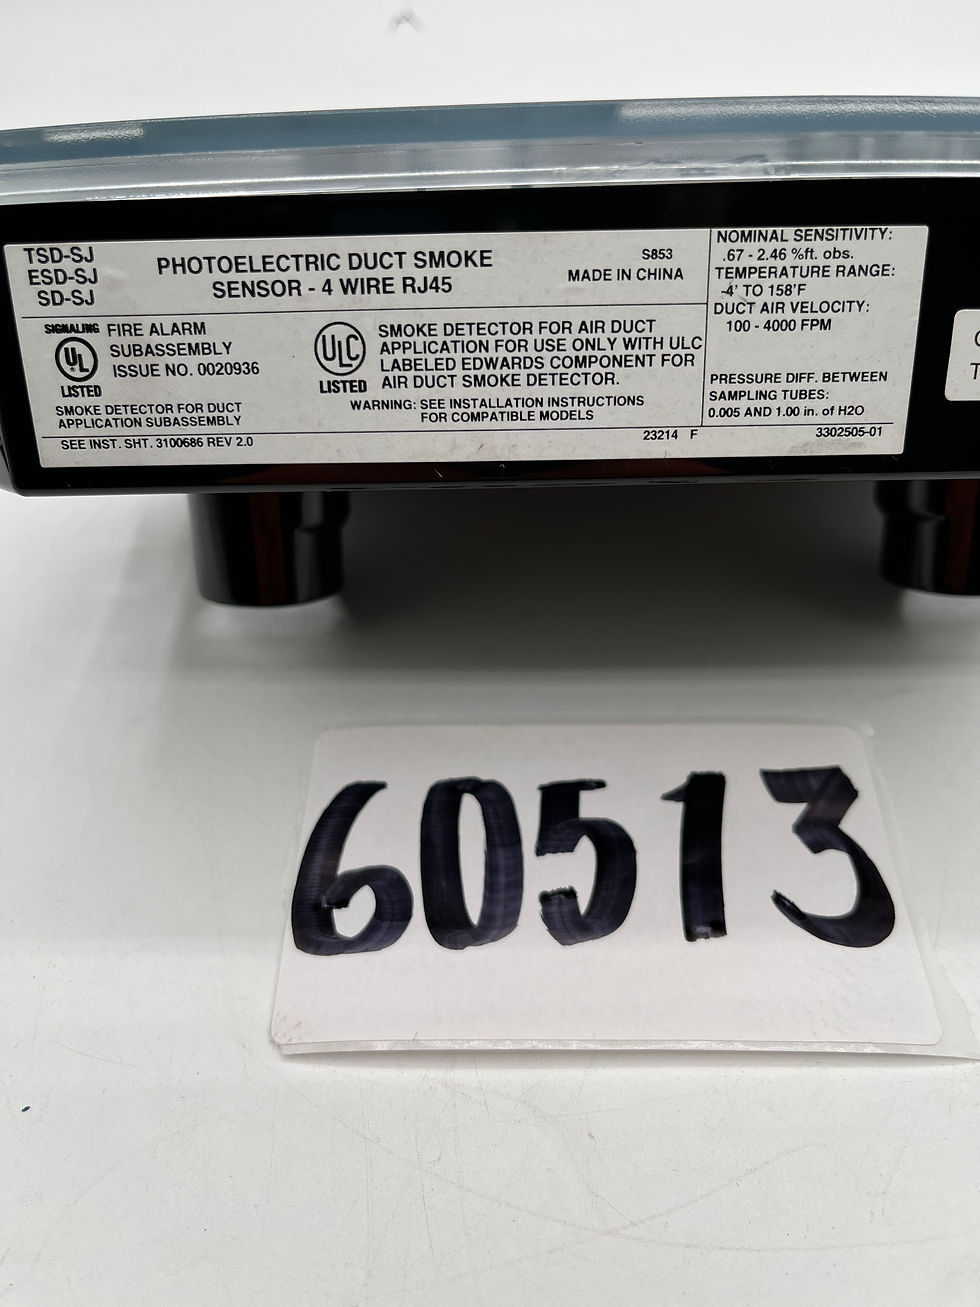 TSD-SJ
ESD-SJ
SD-SJ
PHOTOELECTRIC DUCT SMOKE
SENSOR - 4 WIRE RJ45
S853
MADE IN CHINA
SIGNALING FIRE ALARM
SUBASSEMBLY
ISSUE NO. 0020936
UL
LISTED
SMOKE DETECTOR FOR DUCT
APPLICATION SUBASSEMBLY
ULC
LISTED
SMOKE DETECTOR FOR AIR DUCT
APPLICATION FOR USE ONLY WITH ULC
LABELED EDWARDS COMPONENT FOR
AIR DUCT SMOKE DETECTOR.
WARNING: SEE INSTALLATION INSTRUCTIONS
FOR COMPATIBLE MODELS
SEE INST. SHT. 3100686 REV 2.0
23214 F
NOMINAL SENSITIVITY:
.67 - 2.46 %ft. obs.
TEMPERATURE RANGE:
-4' TO 158'F
DUCT AIR VELOCITY:
100 - 4000 FPM
PRESSURE DIFF. BETWEEN
SAMPLING TUBES:
0.005 AND 1.00 in. of H2O
3302505-01
60513